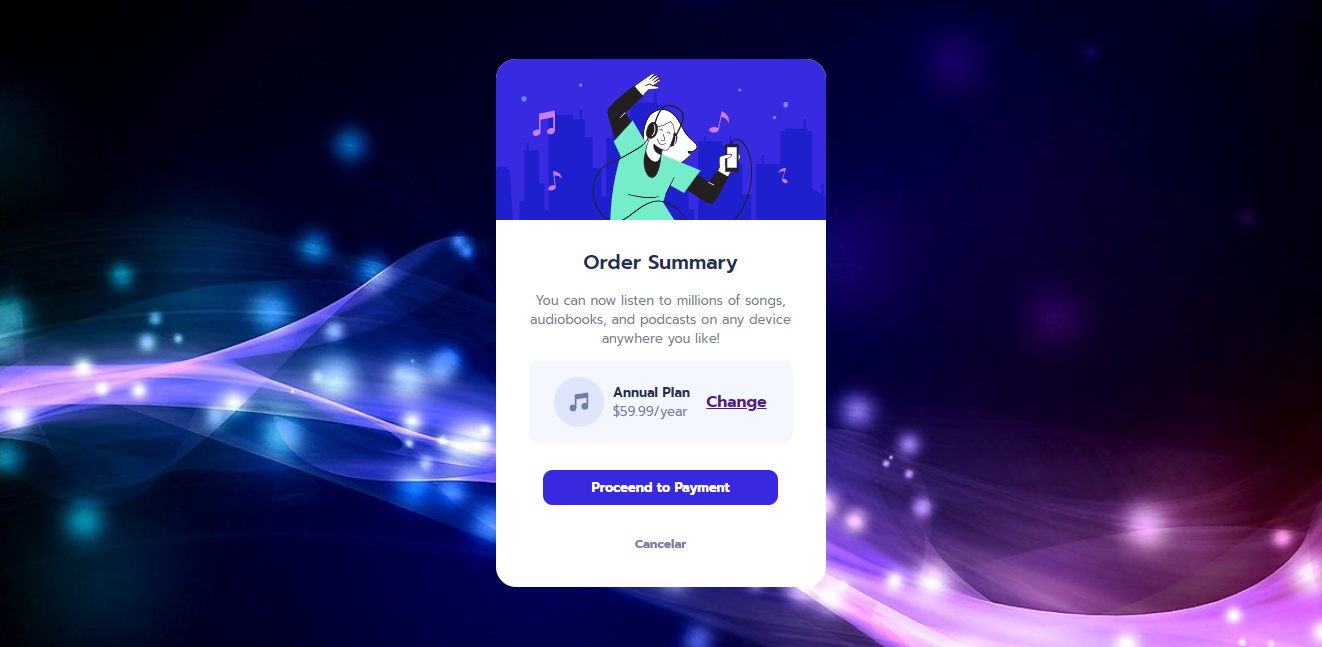 Order Summary
You can now listen to millions of songs,
audiobooks, and podcasts on any device
anywhere you like!
Annual Plan
$59.99/year
Change
Proceend to Payment
Cancelar